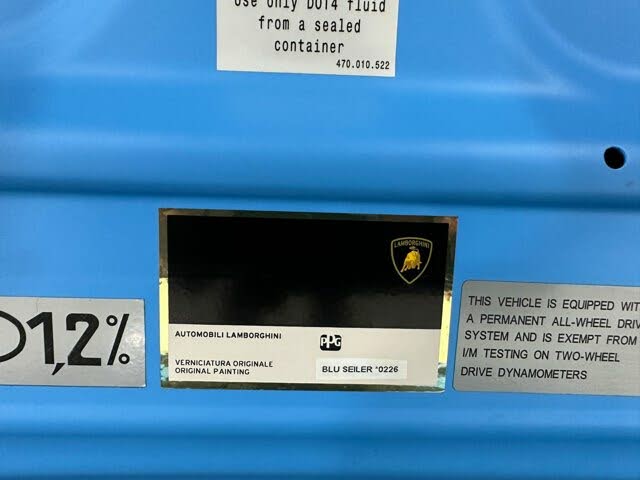 Use only DOT4 fluid
from a sealed
container
470.010.522
LAMBORGHINI
AUTOMOBILI LAMBORGHINI
PPG
VERNICIATURA ORIGINALE
ORIGINAL PAINTING
BLU SEILER *0226
1,2%
THIS VEHICLE IS EQUIPPED WIT
A PERMANENT ALL-WHEEL DRIV
SYSTEM AND IS EXEMPT FROM
I/M TESTING ON TWO-WHEEL
DRIVE DYNAMOMETERS